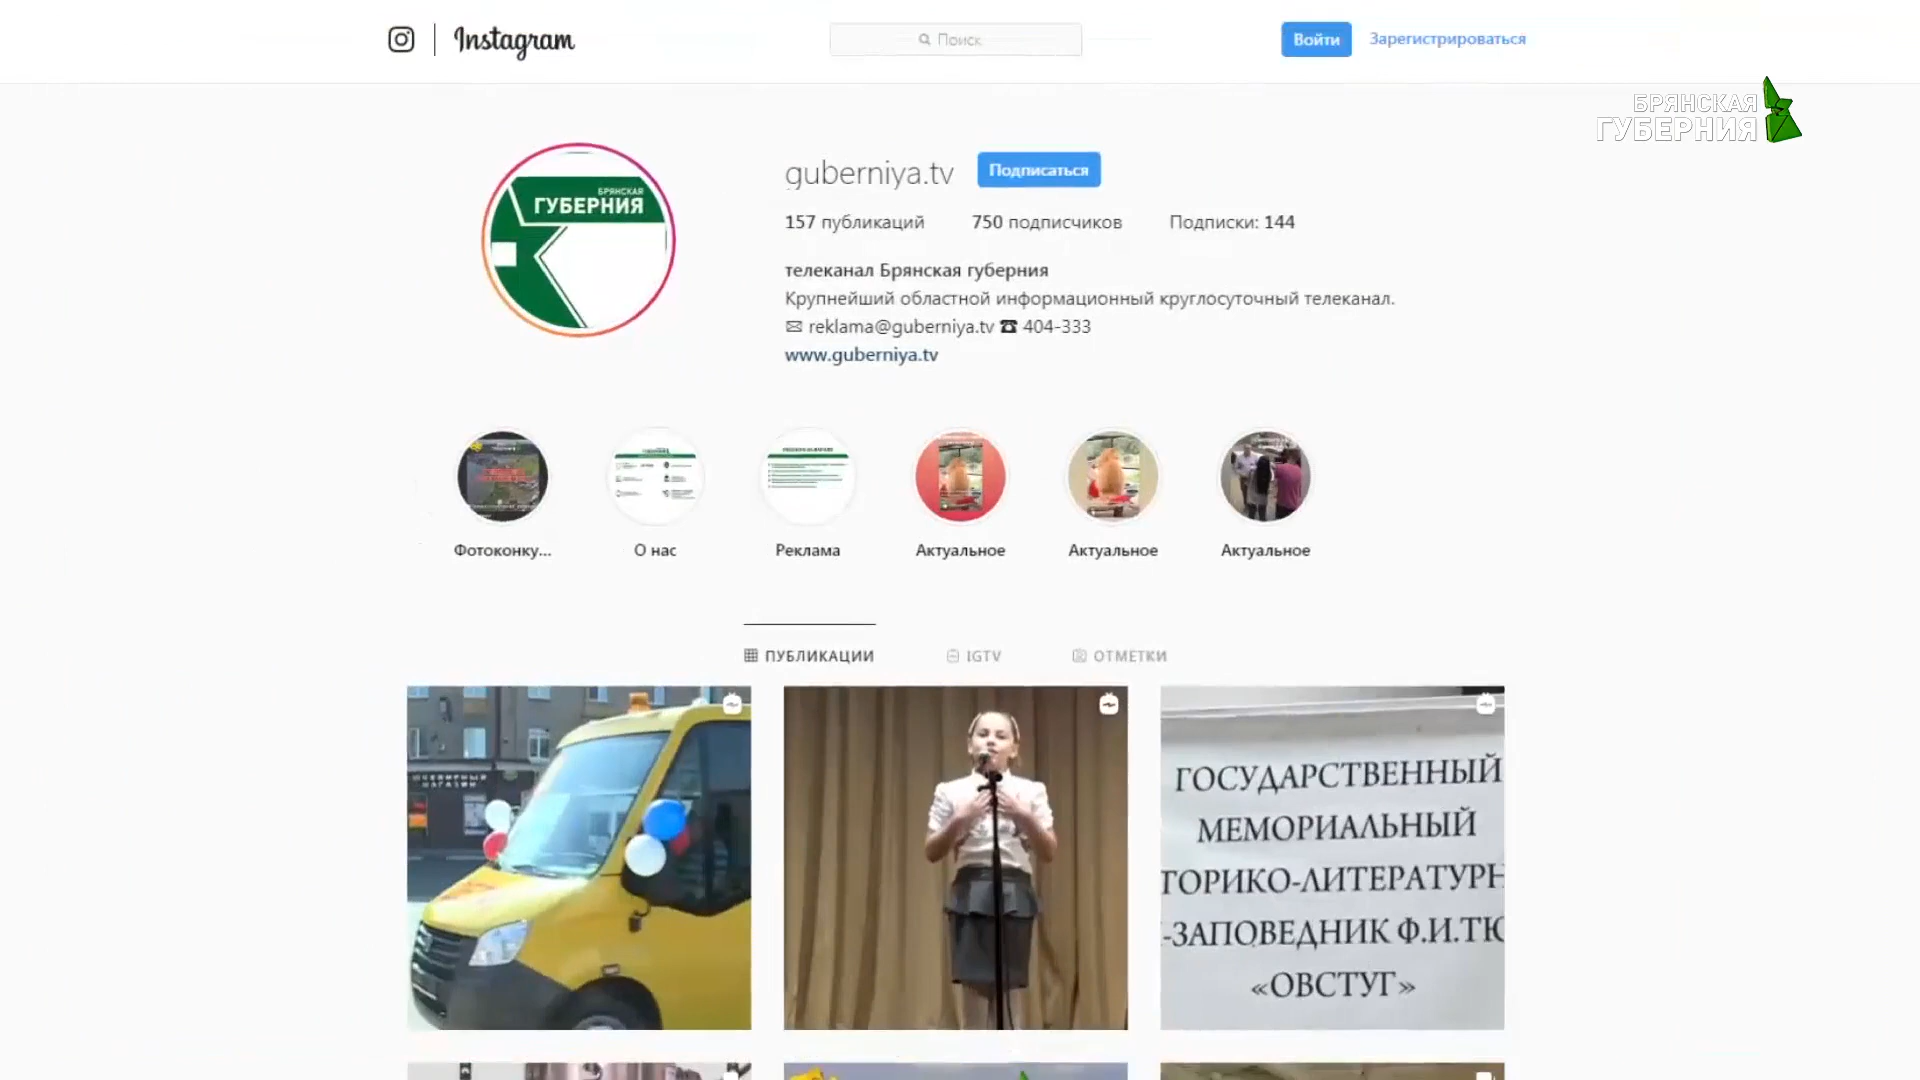 Instagram
Поиск
Войти
Зарегистрироваться
БРЯНСКАЯ
ГУБЕРНИЯ
БРЯНСКАЯ
ГУБЕРНИЯ
guberniya.tv
Подписаться
157 публикаций 750 подписчиков Подписки: 144
телеканал Брянская губерния
Крупнейший областной информационный круглосуточный телеканал.
reklama@guberniya.tv 404-333
www.guberniya.tv
Фотоконку...
О нас
Реклама
Актуальное
Актуальное
Актуальное
ПУБЛИКАЦИИ
IGTV
ОТМЕТКИ
ЮВЕЛИРНЫЙ
МАГАЗИН
ГОСУДАРСТВЕННЫЙ
МЕМОРИАЛЬНЫЙ
ТОРИКО-ЛИТЕРАТУРН
-ЗАПОВЕДНИК Ф.И.ТЮ
«ОВСТУГ»